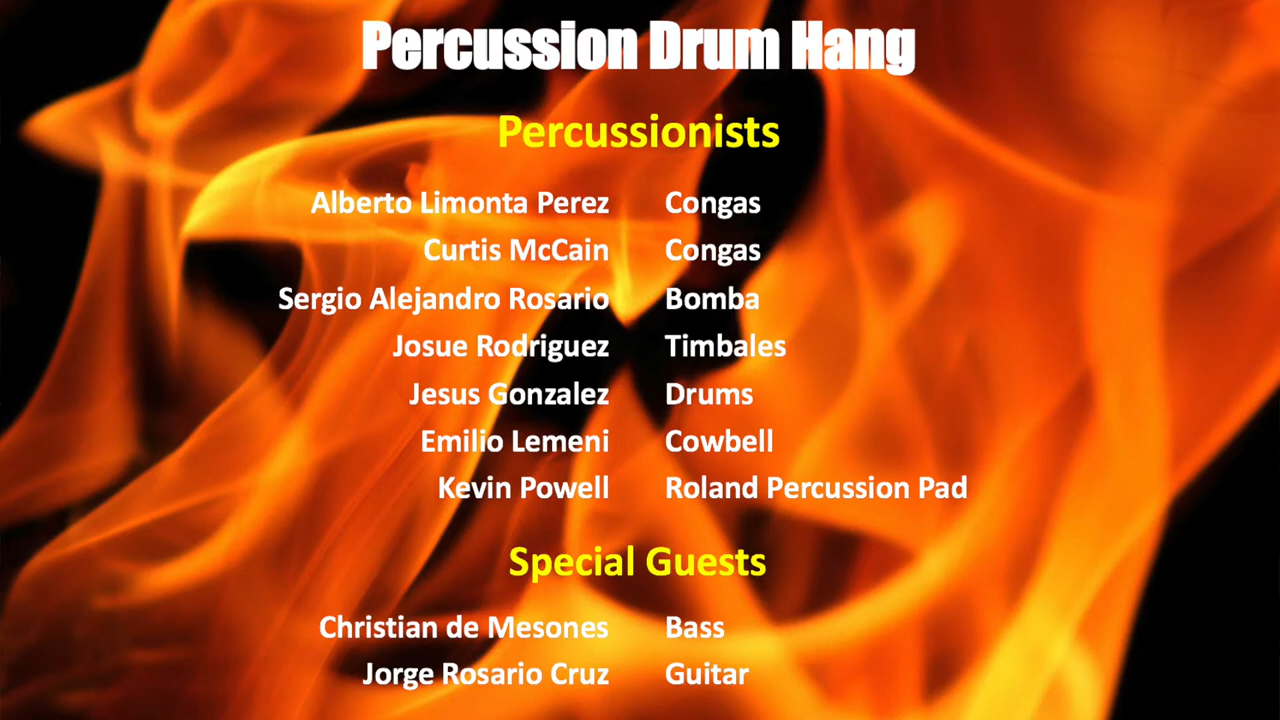 Percussion Drum Hang
Percussionists
Alberto Limonta Perez Congas
Curtis McCain Congas
Sergio Alejandro Rosario Bomba
Josue Rodriguez Timbales
Jesus Gonzalez Drums
Emilio Lemeni Cowbell
Kevin Powell Roland Percussion Pad
Special Guests
Christian de Mesones Bass
Jorge Rosario Cruz Guitar